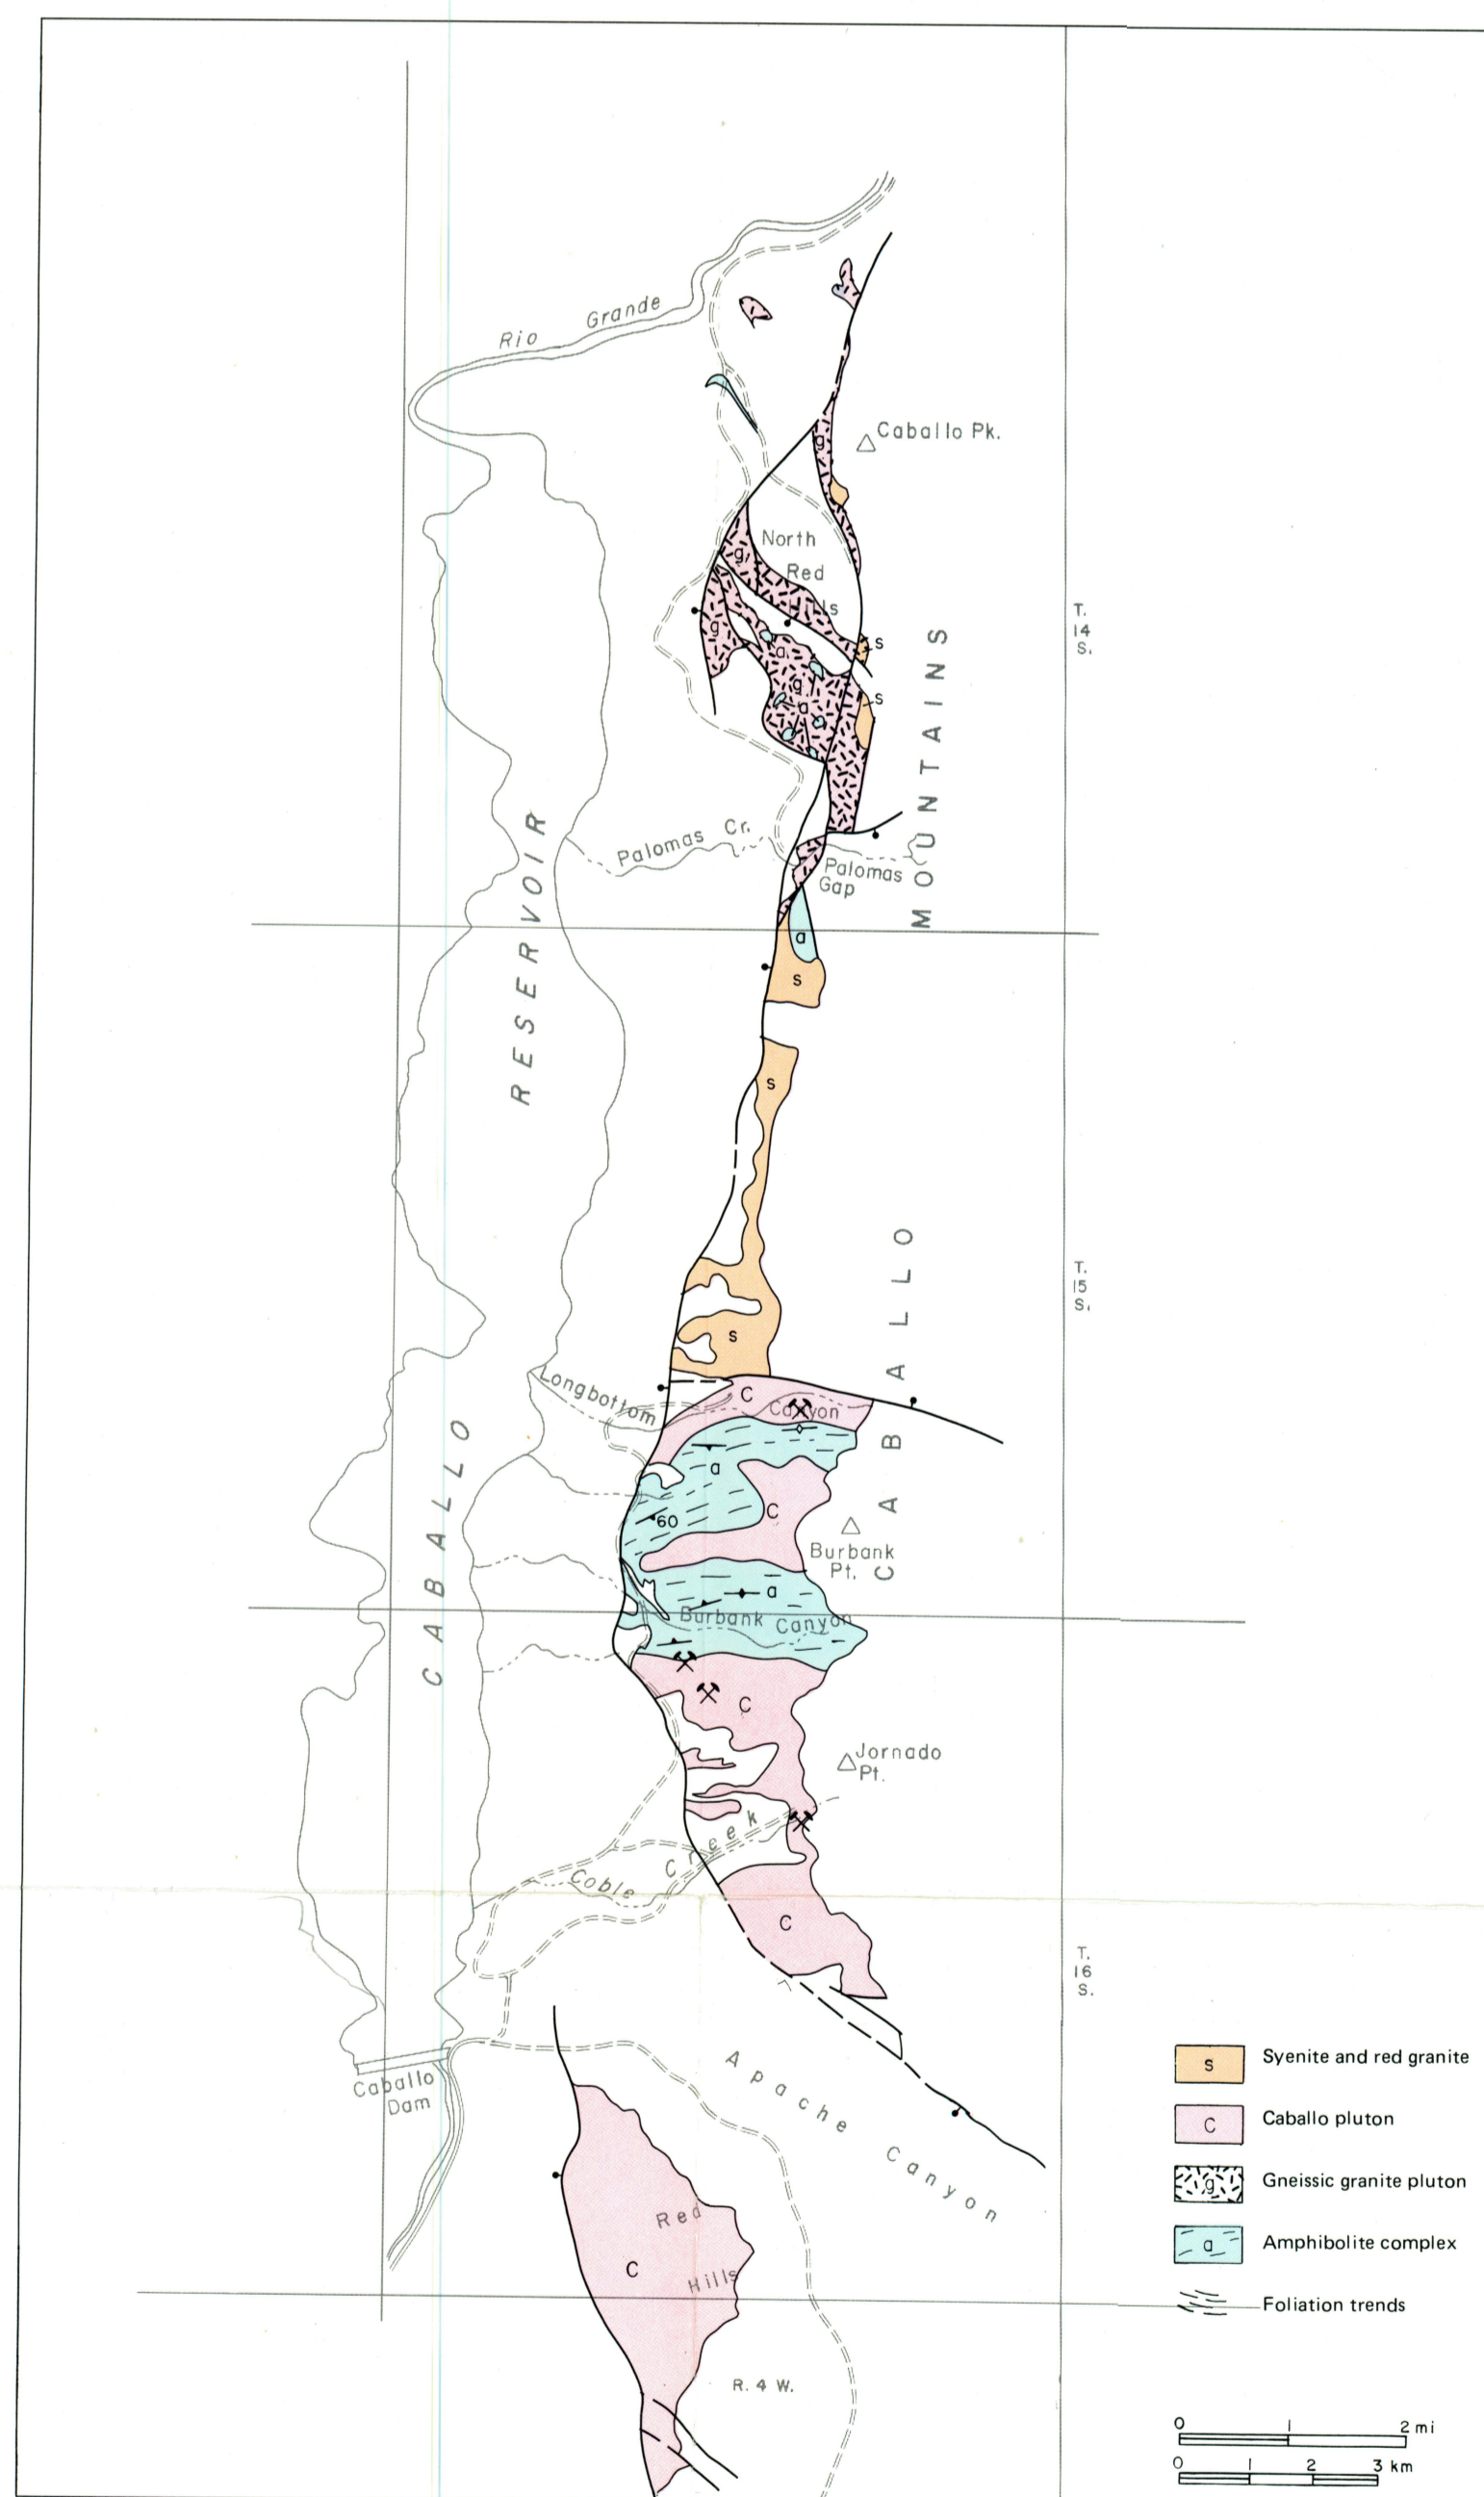 Rio Grande
Caballo Pk.
g
North
Red
Hills
g
g
a
g
a
s
s
T.
14
S.
MOUNTAINS
RESERVOIR
Palomas Cr.
Palomas
Gap
a
s
s
CABALLO
T.
15
S.
s
Longbottom
Canyon
C
a
C
60
Burbank
Pt.
a
CABALLO
Burbank Canyon
C
Jornado
Pt.
Coble Creek
C
T.
16
S.
Apache Canyon
Caballo
Dam
Red
Hills
C
R. 4 W.
s Syenite and red granite
C Caballo pluton
g Gneissic granite pluton
a Amphibolite complex
Foliation trends
0 1 2 mi
0 1 2 3 km